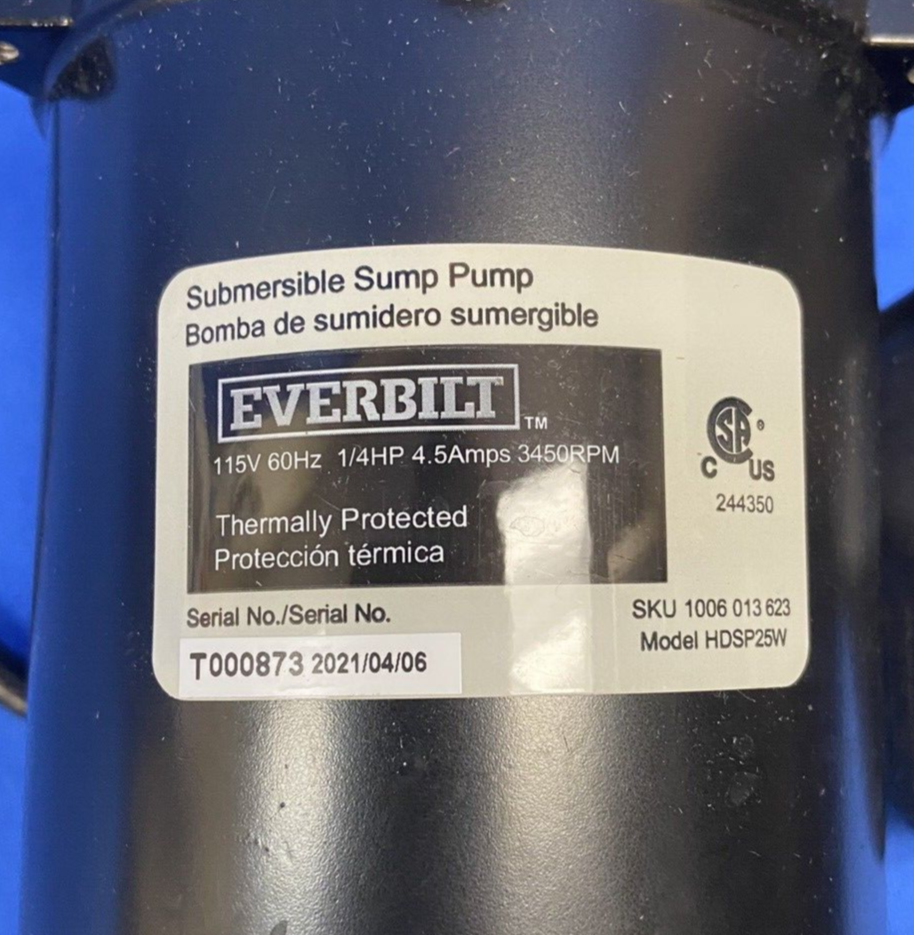 Submersible Sump Pump
Bomba de sumidero sumergible
EVERBILT™
115V 60Hz 1/4HP 4.5Amps 3450RPM
Thermally Protected
Protección térmica
CSA®
C US
244350
Serial No./Serial No.
T000873 2021/04/06
SKU 1006 013 623
Model HDSP25W